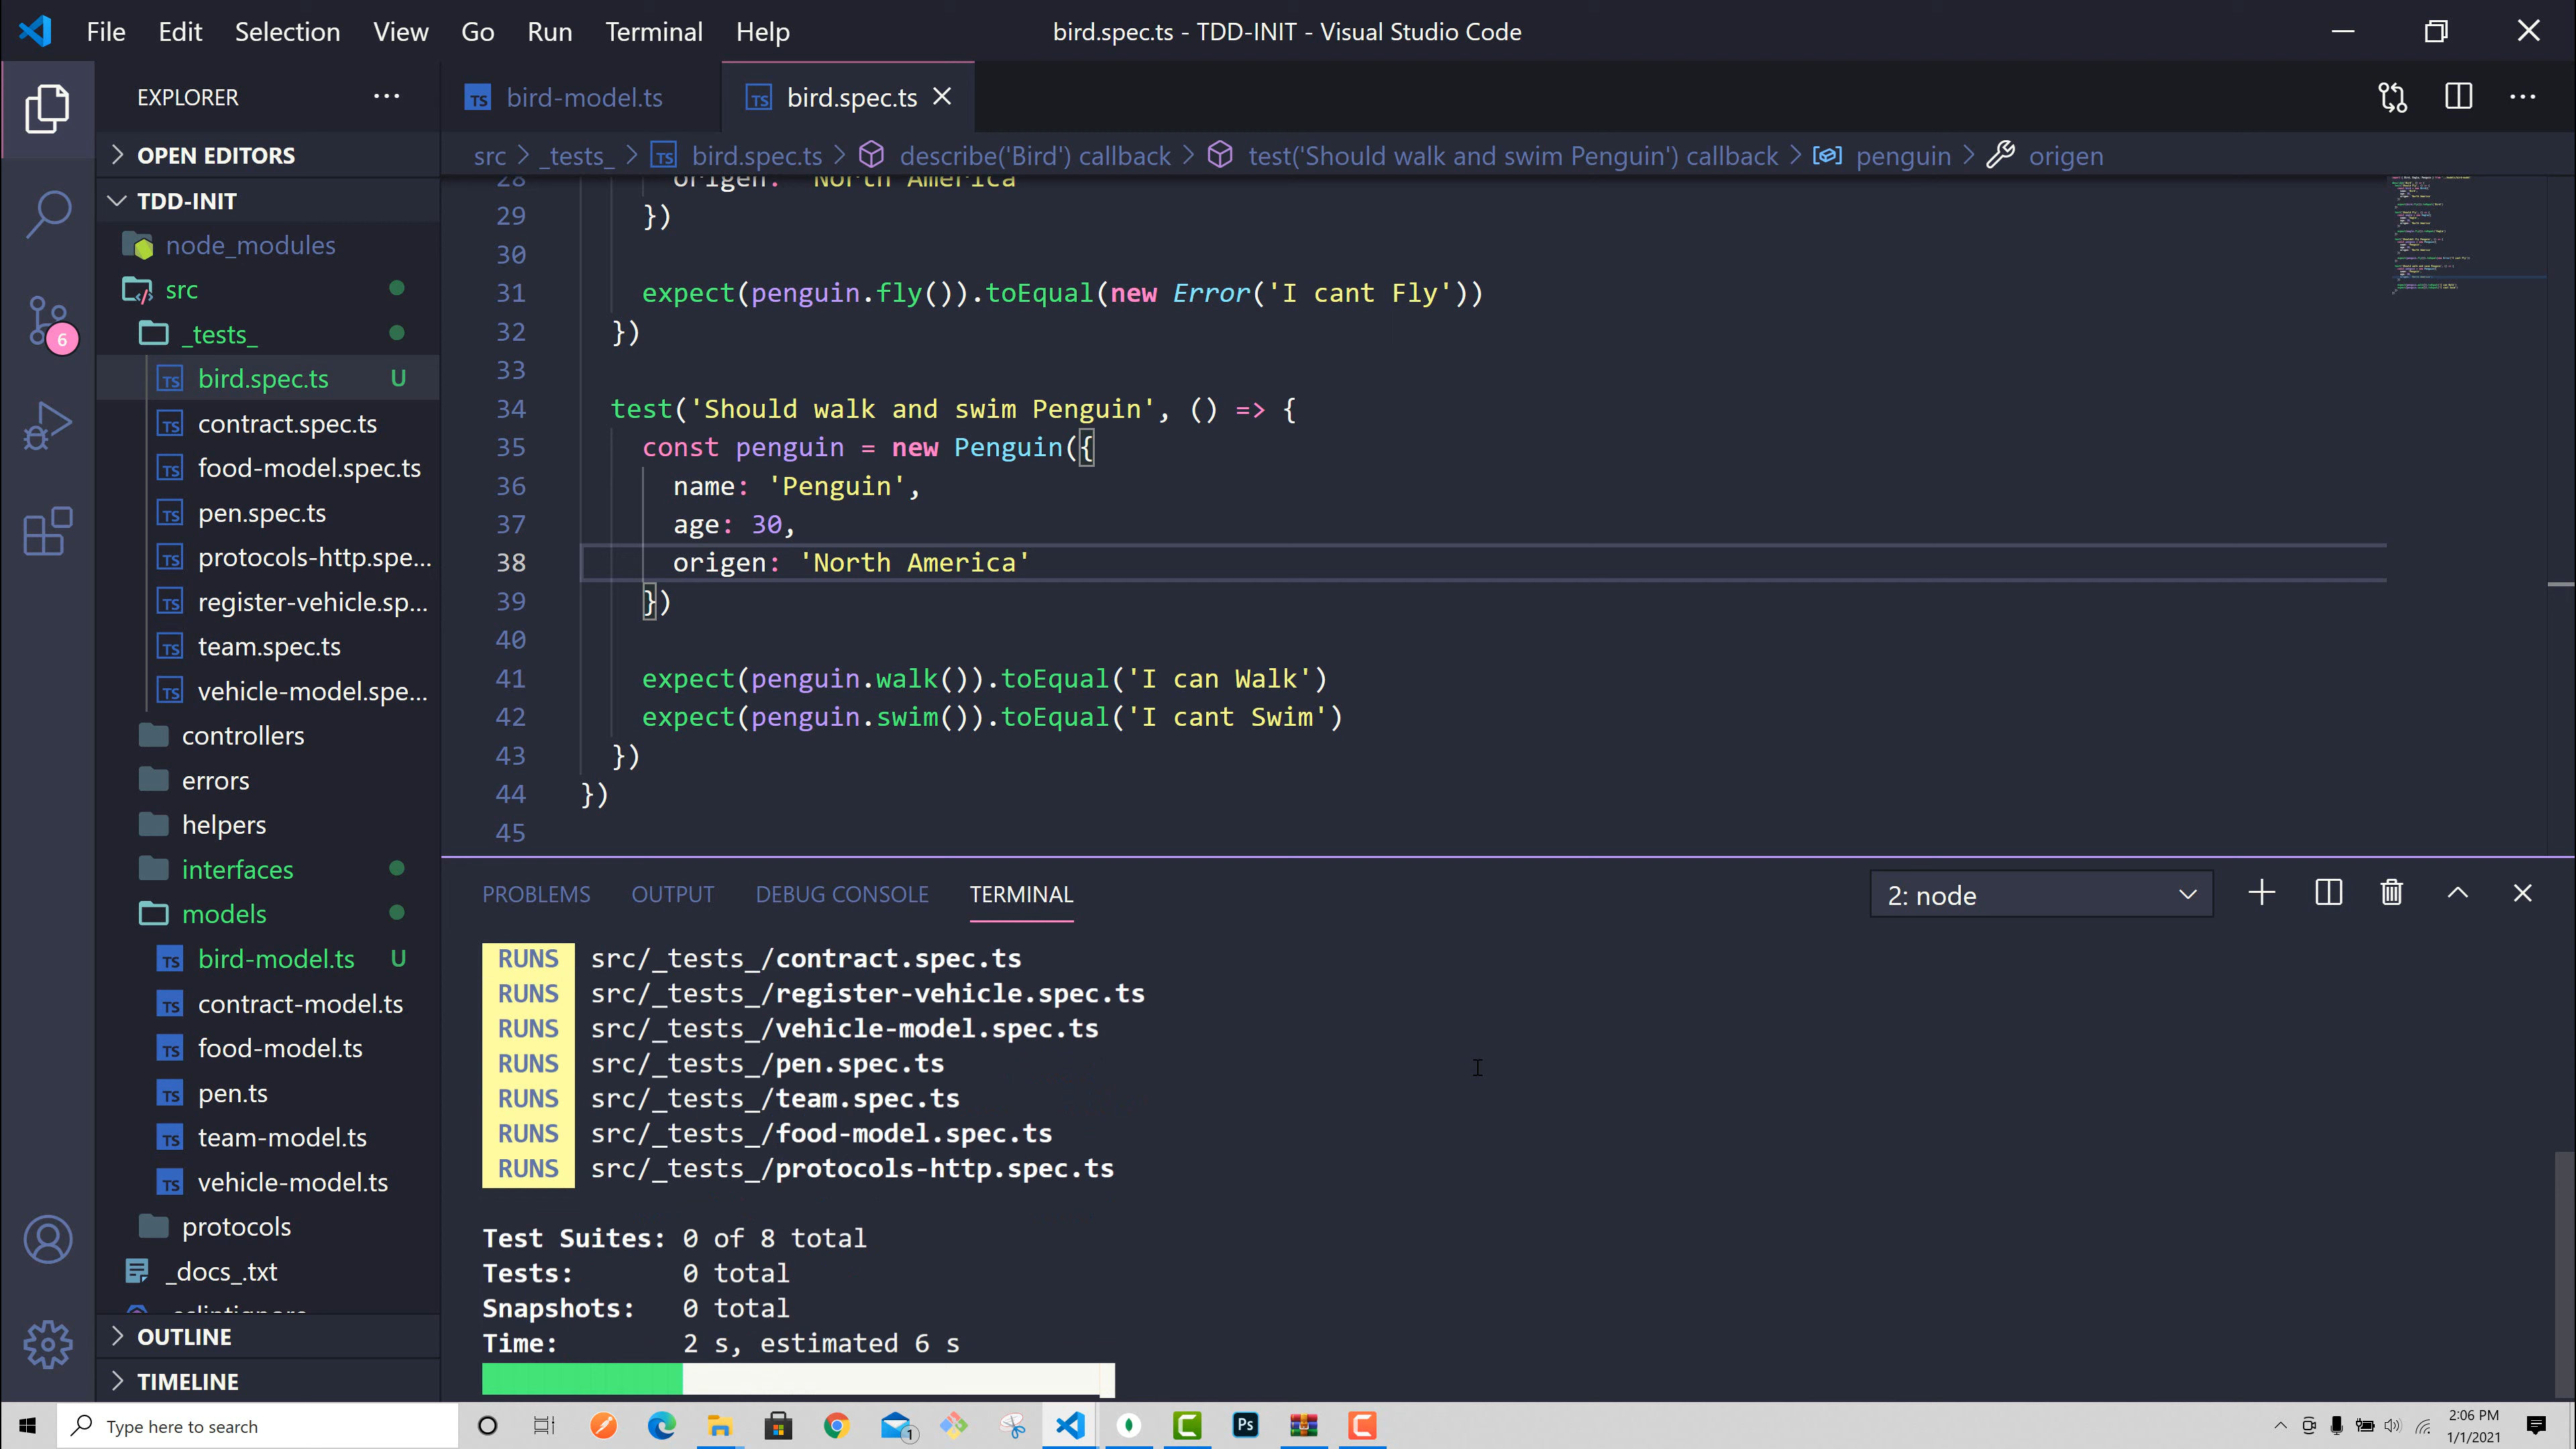 File Edit Selection View Go Run Terminal Help
bird.spec.ts - TDD-INIT - Visual Studio Code
EXPLORER
OPEN EDITORS
TDD-INIT
node_modules
src
_tests_
bird.spec.ts U
contract.spec.ts
food-model.spec.ts
pen.spec.ts
protocols-http.spe...
register-vehicle.sp...
team.spec.ts
vehicle-model.spe...
controllers
errors
helpers
interfaces
models
bird-model.ts U
contract-model.ts
food-model.ts
pen.ts
team-model.ts
vehicle-model.ts
protocols
_docs_.txt
OUTLINE
TIMELINE
6
TS bird-model.ts
TS bird.spec.ts
src > _tests_ > TS bird.spec.ts > describe('Bird') callback > test('Should walk and swim Penguin') callback > penguin > origen
28 origen: 'North America'
29 })
30
31 expect(penguin.fly()).toEqual(new Error('I cant Fly'))
32 })
33
34 test('Should walk and swim Penguin', () => {
35 const penguin = new Penguin({
36 name: 'Penguin',
37 age: 30,
38 origen: 'North America'
39 })
40
41 expect(penguin.walk()).toEqual('I can Walk')
42 expect(penguin.swim()).toEqual('I cant Swim')
43 })
44 })
45
PROBLEMS OUTPUT DEBUG CONSOLE TERMINAL
2: node
RUNS src/_tests_/contract.spec.ts
RUNS src/_tests_/register-vehicle.spec.ts
RUNS src/_tests_/vehicle-model.spec.ts
RUNS src/_tests_/pen.spec.ts
RUNS src/_tests_/team.spec.ts
RUNS src/_tests_/food-model.spec.ts
RUNS src/_tests_/protocols-http.spec.ts
Test Suites: 0 of 8 total
Tests: 0 total
Snapshots: 0 total
Time: 2 s, estimated 6 s
Type here to search
1
Ps
2:06 PM
1/1/2021